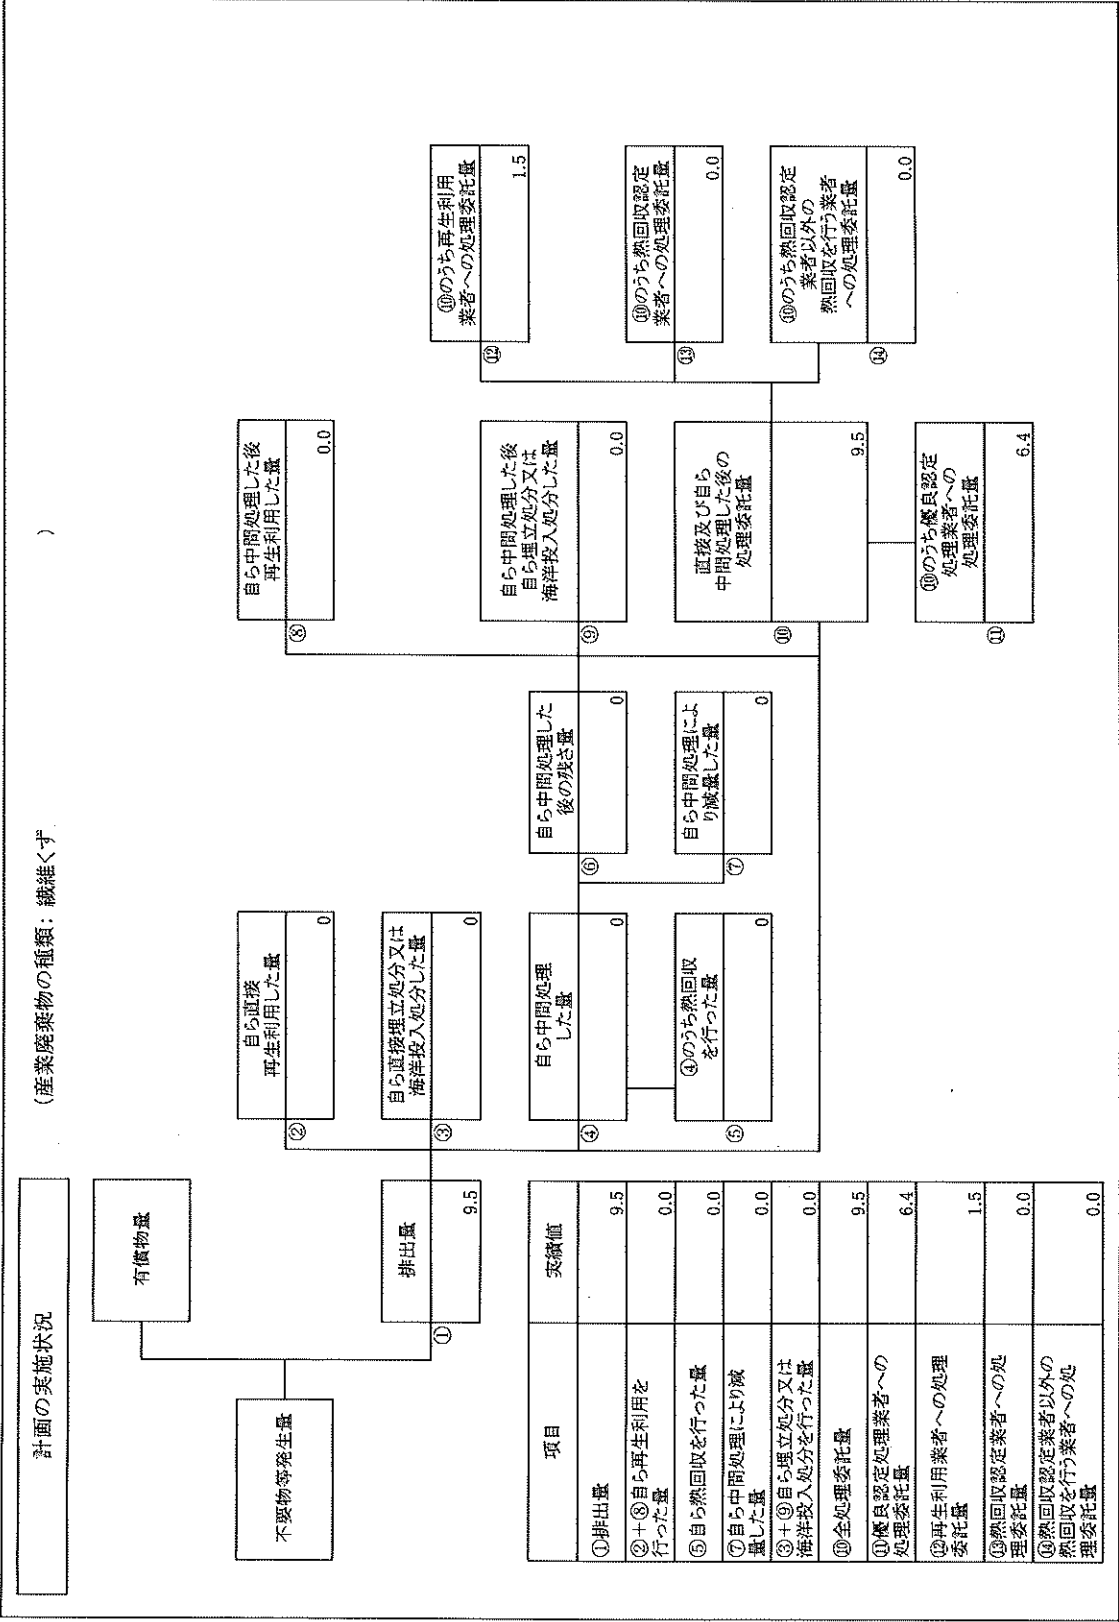 計画の実施状況
(産業廃棄物の種類: 繊維くず
)
不要物等発生量
有償物量
①
排出量
9.5
②
自ら直接
再生利用した量
0
③
自ら直接埋立処分又は
海洋投入処分した量
0
④
自ら中間処理
した量
0
⑤
④のうち熱回収
を行った量
0
⑥
自ら中間処理した
後の残さ量
0
⑦
自ら中間処理によ
り減量した量
0
⑧
自ら中間処理した後
再生利用した量
0.0
⑨
自ら中間処理した後
自ら埋立処分又は
海洋投入処分した量
0.0
⑩
直接及び自ら
中間処理した後の
処理委託量
9.5
⑪
⑩のうち優良認定
処理業者への
処理委託量
6.4
⑫
⑩のうち再生利用
業者への処理委託量
1.5
⑬
⑩のうち熱回収認定
業者への処理委託量
0.0
⑭
⑩のうち熱回収認定
業者以外の
熱回収を行う業者
への処理委託量
0.0
項目 実績値
①排出量 9.5
②+⑧自ら再生利用を
行った量 0.0
⑤自ら熱回収を行った量 0.0
⑦自ら中間処理により減
量した量 0.0
③+⑨自ら埋立処分又は
海洋投入処分を行った量 0.0
⑩全処理委託量 9.5
⑪優良認定処理業者への
処理委託量 6.4
⑫再生利用業者への処理
委託量 1.5
⑬熱回収認定業者への処
理委託量 0.0
⑭熱回収認定業者以外の
熱回収を行う業者への処
理委託量 0.0